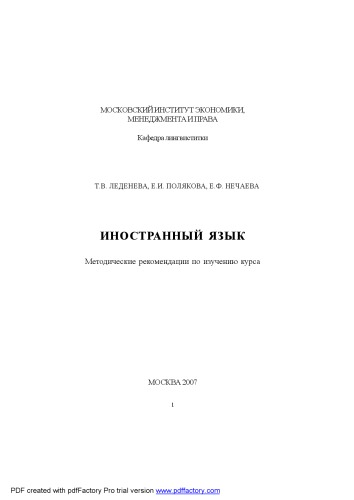 МОСКОВСКИЙ ИНСТИТУТ ЭКОНОМИКИ,
МЕНЕДЖМЕНТА И ПРАВА
Кафедра лингвиститки
Т.В. ЛЕДЕНЕВА, Е.И. ПОЛЯКОВА, Е.Ф. НЕЧАЕВА
ИНОСТРАННЫЙ ЯЗЫК
Методические рекомендации по изучению курса
МОСКВА 2007
1
PDF created with pdfFactory Pro trial version www.pdffactory.com